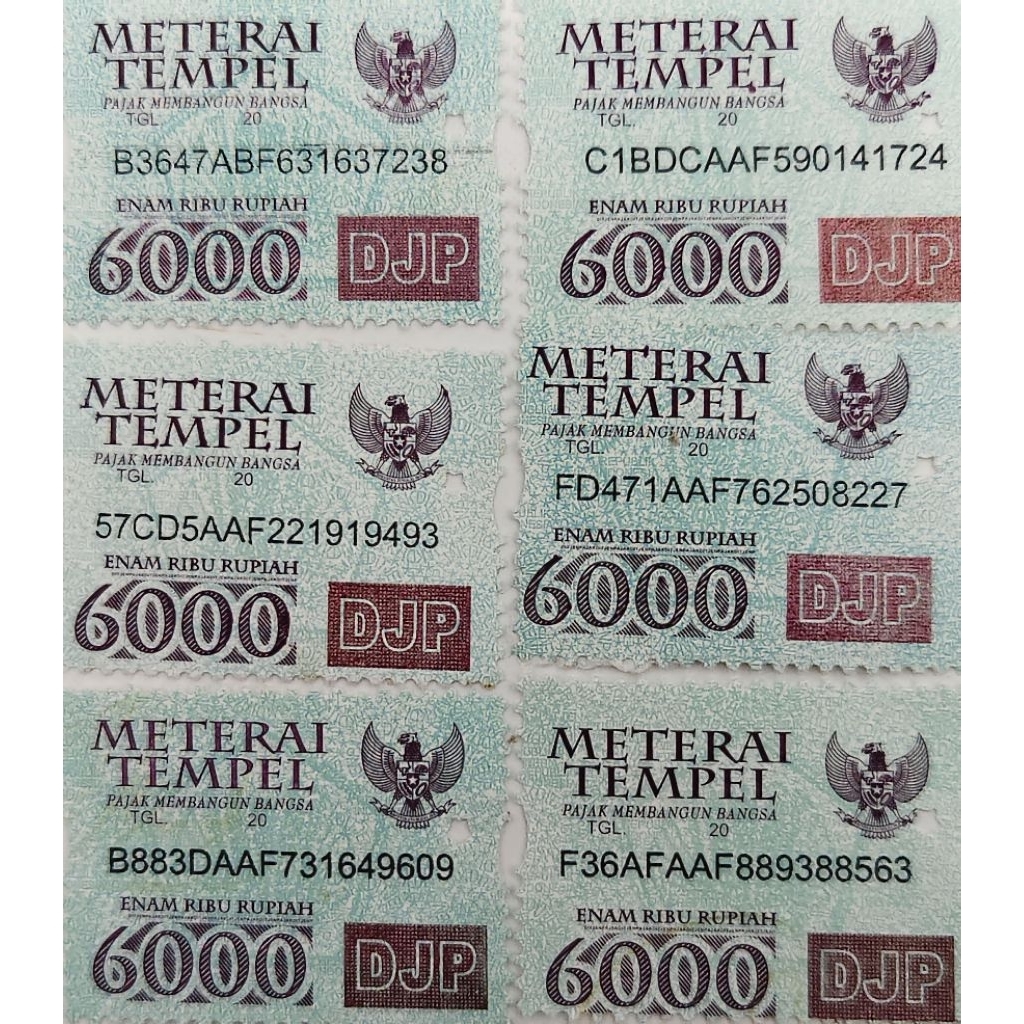 METERAI
TEMPEL
PAJAK MEMBANGUN BANGSA
TGL. 20
B3647ABF631637238
ENAM RIBU RUPIAH
6000 DJP
METERAI
TEMPEL
PAJAK MEMBANGUN BANGSA
TGL. 20
C1BDCAAF590141724
ENAM RIBU RUPIAH
6000 DJP
METERAI
TEMPEL
PAJAK MEMBANGUN BANGSA
TGL. 20
57CD5AAF221919493
ENAM RIBU RUPIAH
6000 DJP
METERAI
TEMPEL
PAJAK MEMBANGUN BANGSA
TGL. 20
FD471AAF762508227
ENAM RIBU RUPIAH
6000 DJP
METERAI
TEMPEL
PAJAK MEMBANGUN BANGSA
TGL. 20
B883DAAF731649609
ENAM RIBU RUPIAH
6000 DJP
METERAI
TEMPEL
PAJAK MEMBANGUN BANGSA
TGL. 20
F36AFAAF889388563
ENAM RIBU RUPIAH
6000 DJP